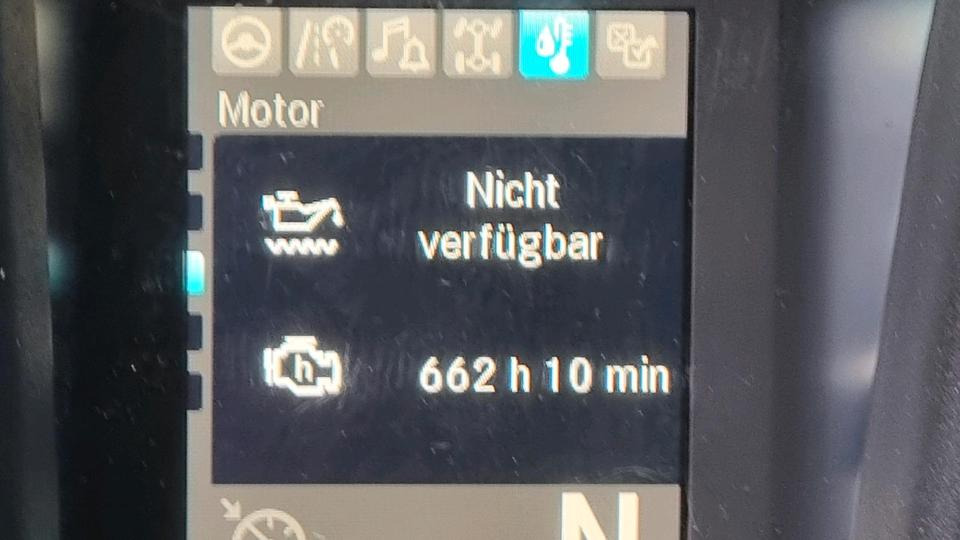 Motor
Nicht
verfügbar
h
662 h 10 min
N